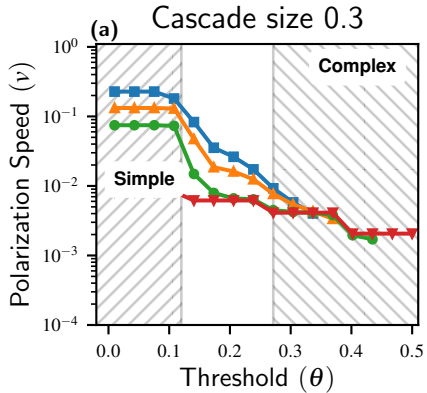 Cascade size 0.3
(a)
Complex
Simple
Polarization Speed (v)
10⁰
10⁻¹
10⁻²
10⁻³
10⁻⁴
0.0 0.1 0.2 0.3 0.4 0.5
Threshold (θ)